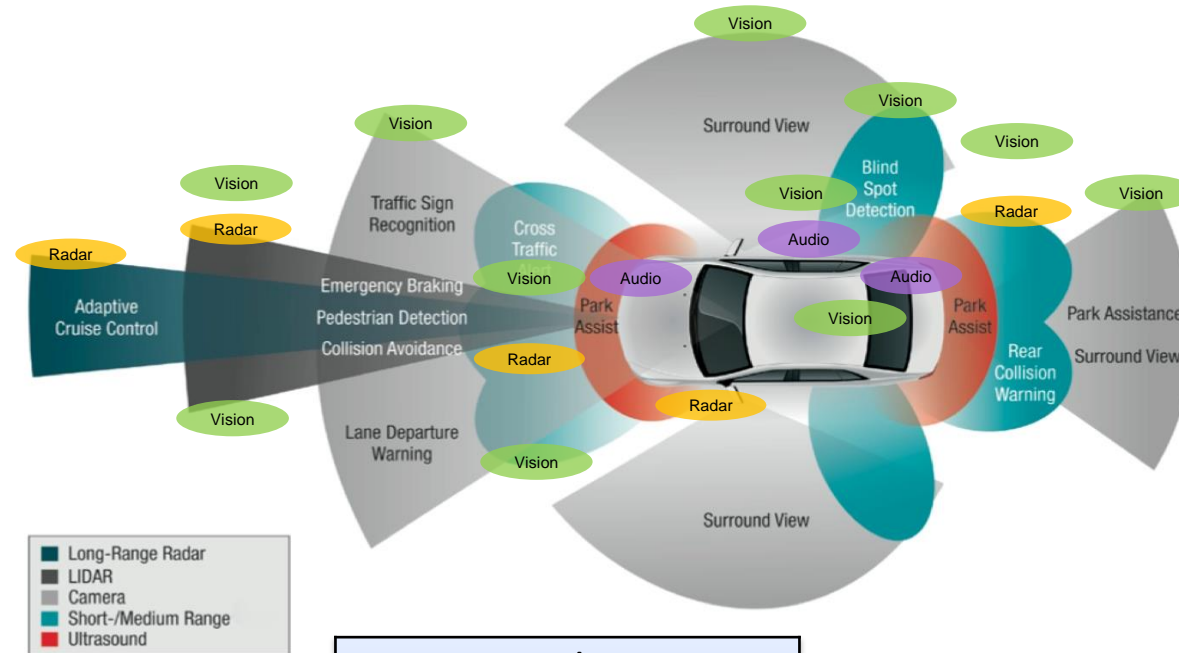 Vision
Vision
Vision
Surround View
Vision
Vision
Blind
Spot
Detection
Vision
Vision
Vision
Traffic Sign
Recognition
Radar
Radar
Cross
Traffic
Audio
Radar
Emergency Braking
Vision
Audio
Audio
Adaptive
Cruise Control
Pedestrian Detection
Park
Assist
Vision
Park
Assist
Park Assistance
Collision Avoidance
Radar
Rear
Collision
Warning
Surround View
Vision
Radar
Lane Departure
Warning
Vision
Surround View
Long-Range Radar
LIDAR
Camera
Short-/Medium Range
Ultrasound